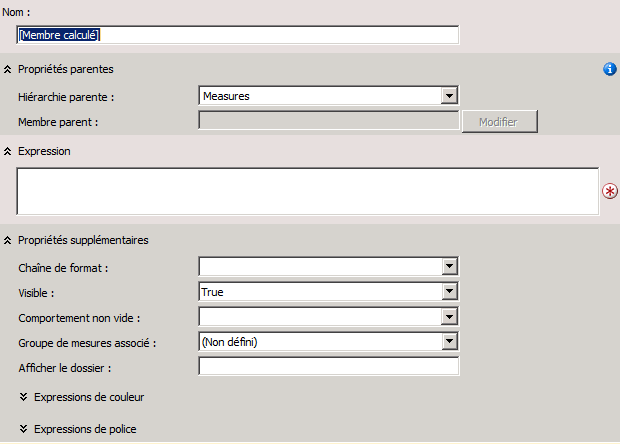 Nom :
[Membre calculé]
Propriétés parentes
Hiérarchie parente :
Measures
Membre parent :
Modifier
Expression
Propriétés supplémentaires
Chaîne de format :
Visible :
True
Comportement non vide :
Groupe de mesures associé :
(Non défini)
Afficher le dossier :
Expressions de couleur
Expressions de police